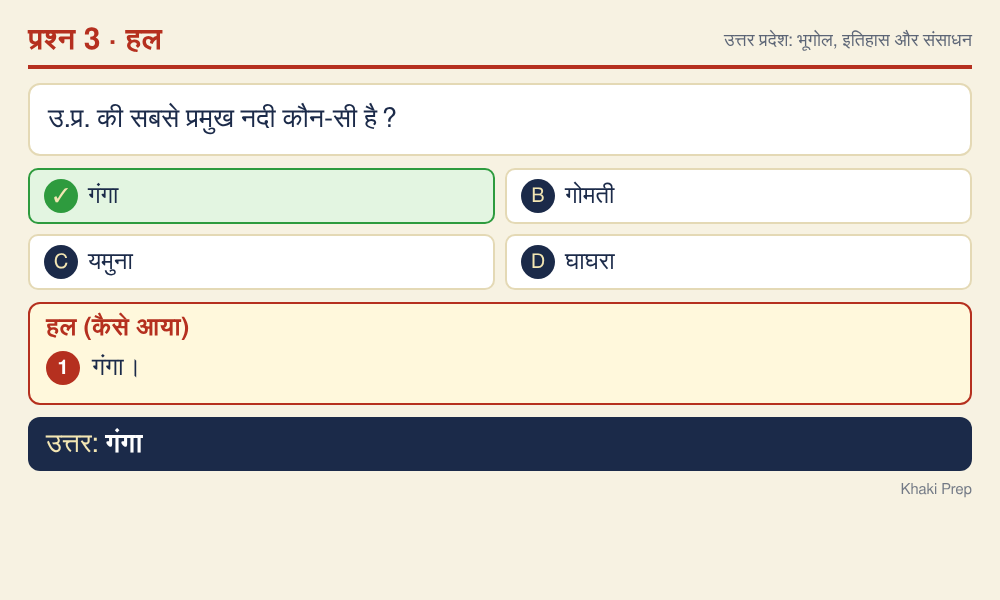 प्रश्न 3 · हल
उत्तर प्रदेश: भूगोल, इतिहास और संसाधन
उ.प्र. की सबसे प्रमुख नदी कौन-सी है ?
✓ गंगा
B गोमती
C यमुना
D घाघरा
हल (कैसे आया)
1 गंगा।
उत्तर: गंगा
Khaki Prep